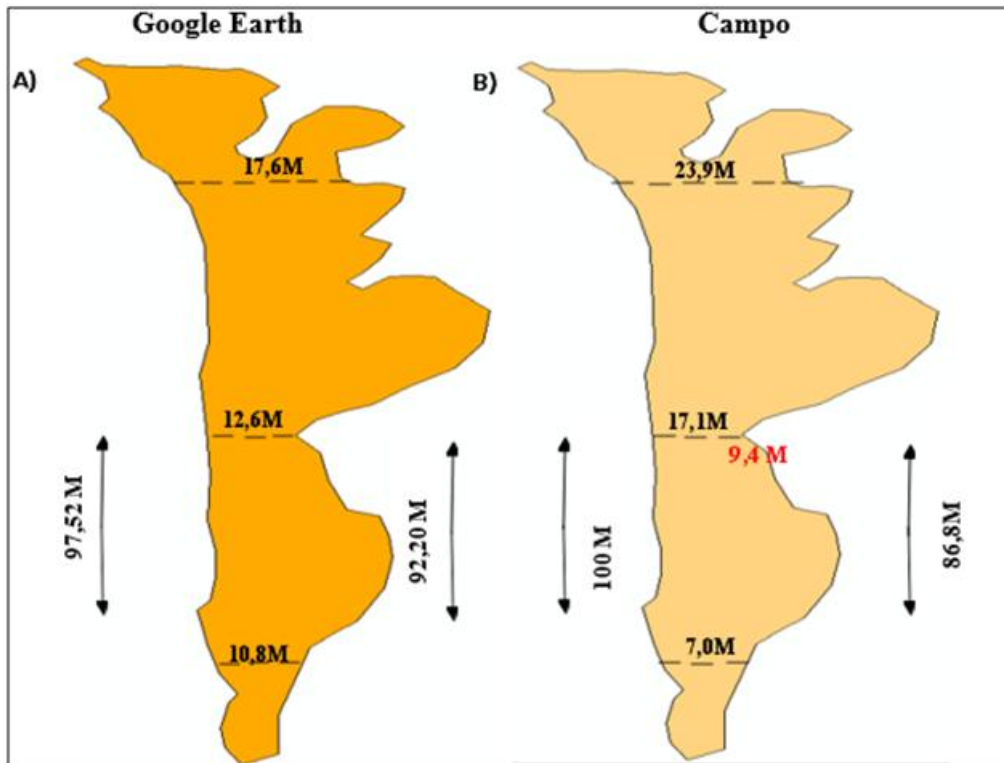 Google Earth
Campo
A)
B)
17,6M
23,9M
12,6M
17,1M
9,4 M
97,52 M
92,20 M
100 M
86,8M
10,8M
7,0M